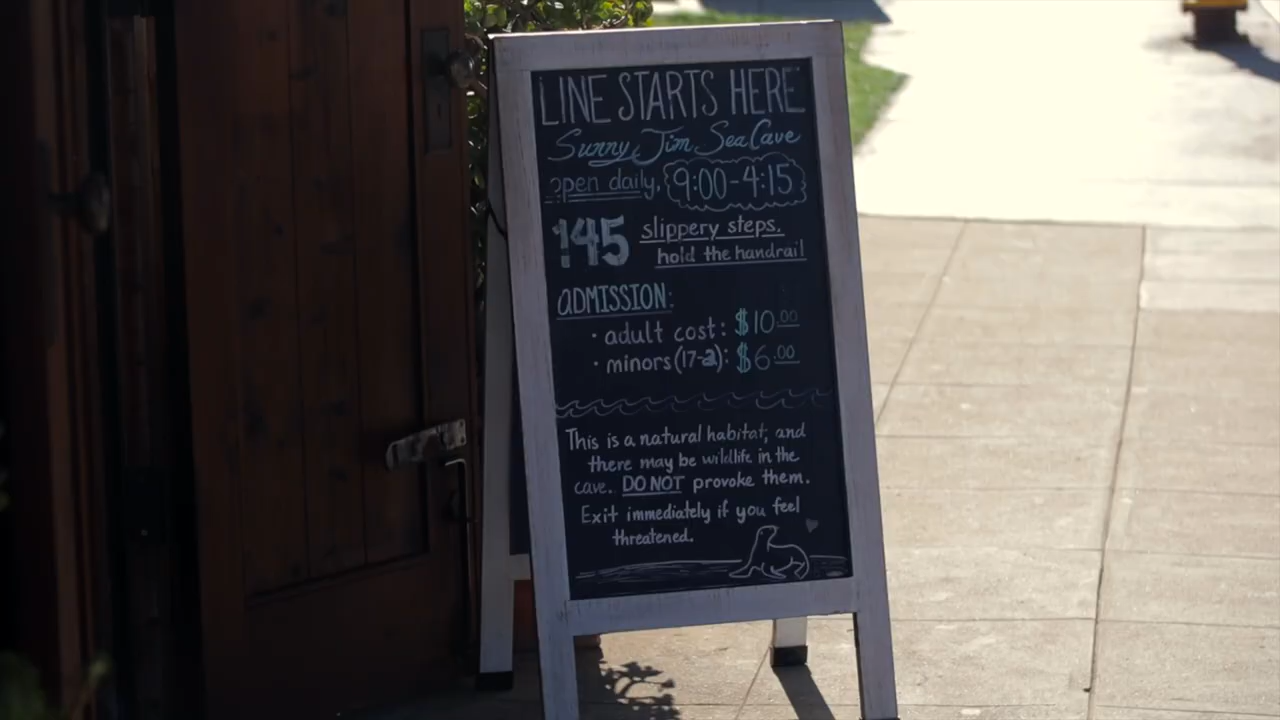 LINE STARTS HERE
Sunny Jim Sea Cave
open daily, 9:00-4:15
145 slippery steps,
hold the handrail
ADMISSION:
• adult cost: $10.00
• minors (17-2): $6.00
This is a natural habitat, and
there may be wildlife in the
cave. DO NOT provoke them.
Exit immediately if you feel
threatened.